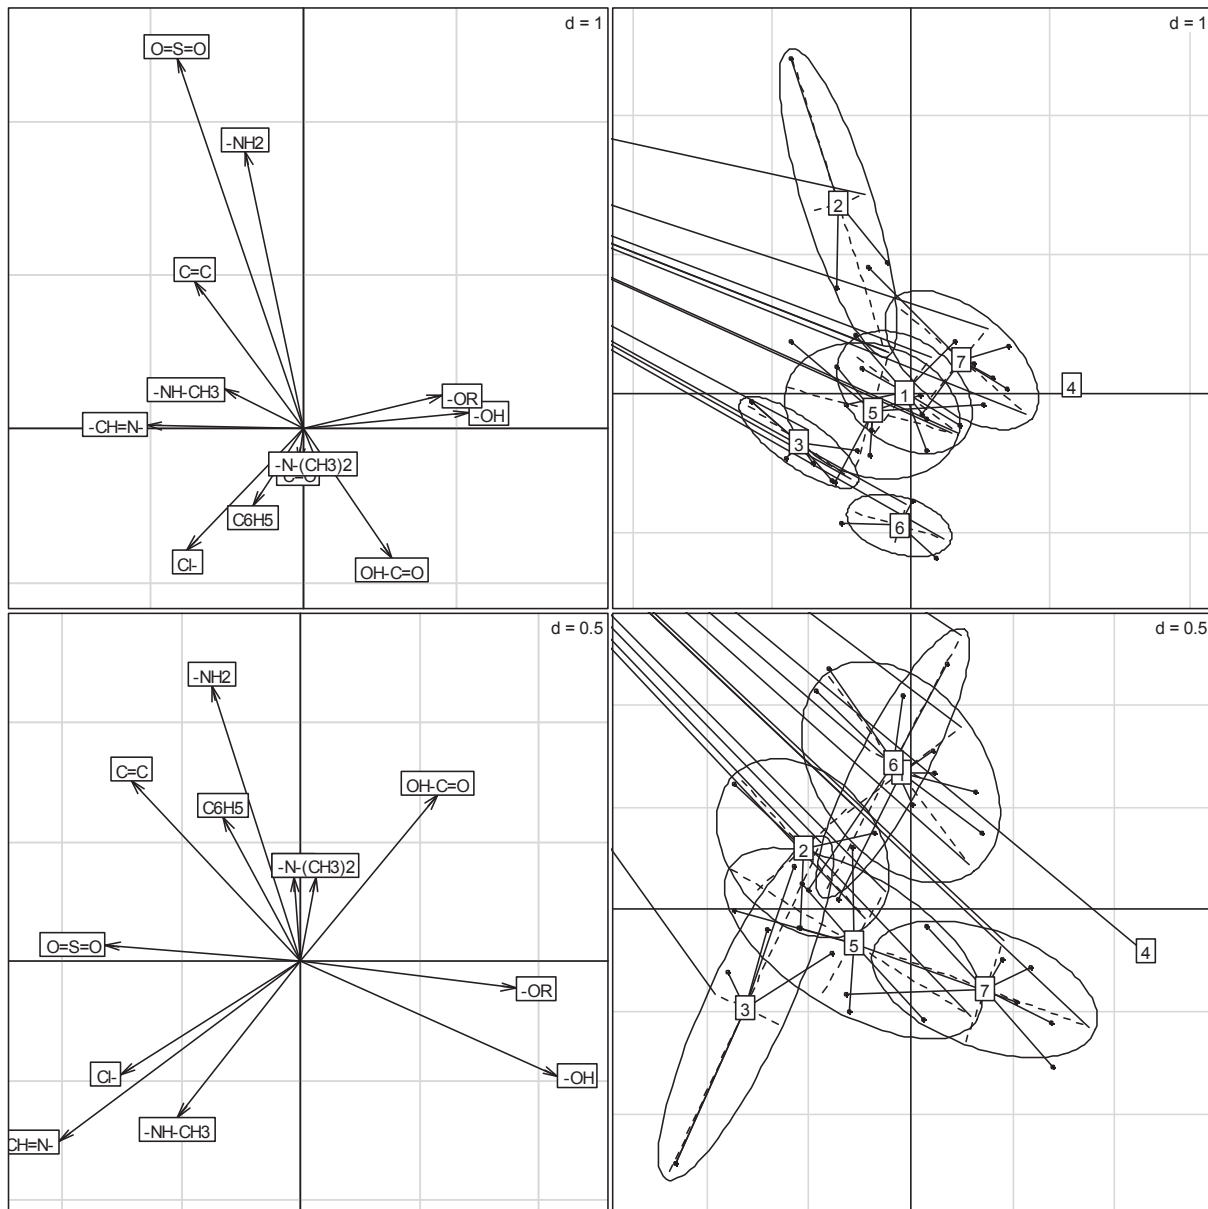 d = 1
O=S=O
-NH2
C=C
-NH-CH3
-CH=N-
-OR
-OH
-N-(CH3)2
C=O
C6H5
Cl-
OH-C=O
d = 1
2
7
4
1
5
3
6
d = 0.5
-NH2
C=C
OH-C=O
C6H5
-N-(CH3)2
O=S=O
-OR
Cl-
-OH
-NH-CH3
CH=N-
d = 0.5
6
2
5
4
7
3